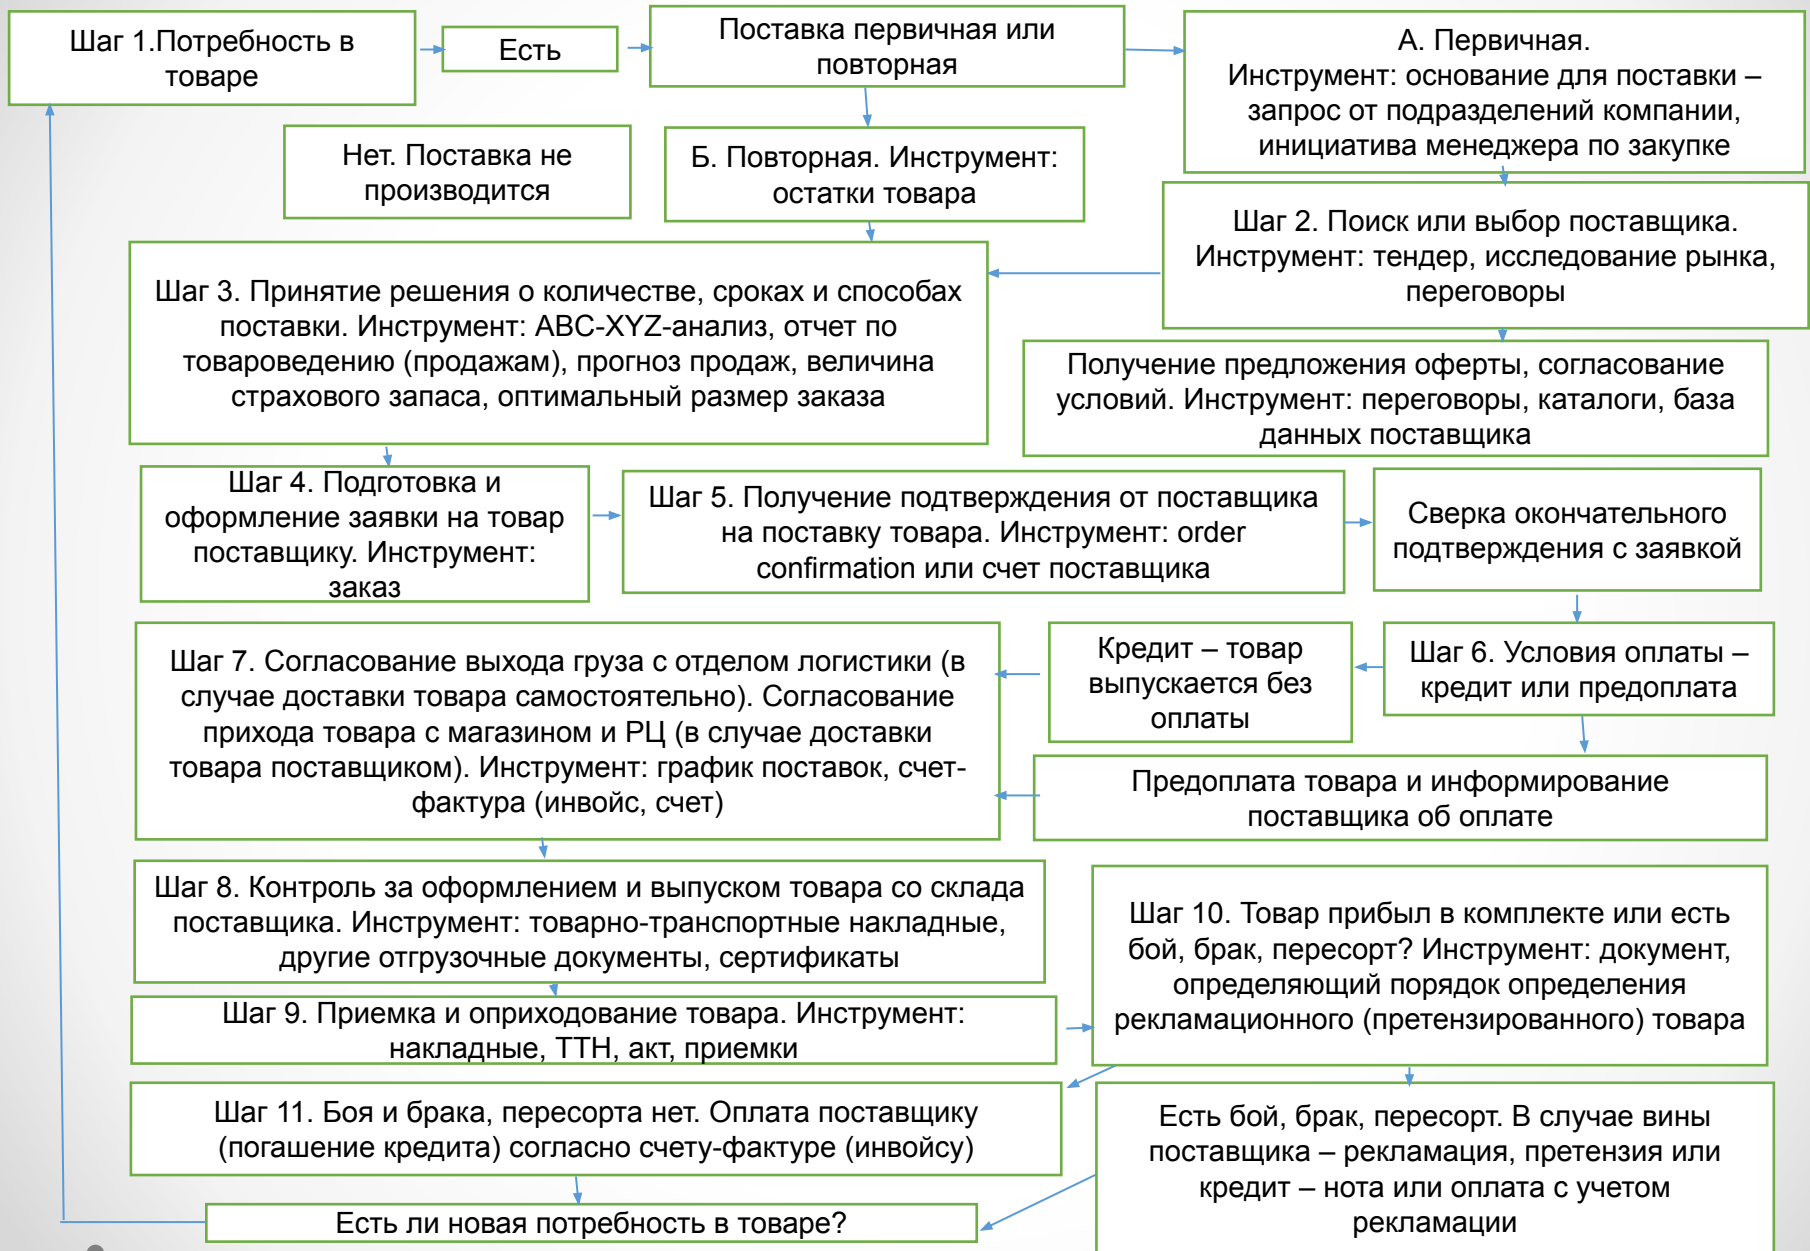 Шаг 1.Потребность в
товаре
Есть
Поставка первичная или
повторная
А. Первичная.
Инструмент: основание для поставки –
запрос от подразделений компании,
инициатива менеджера по закупке
Нет. Поставка не
производится
Б. Повторная. Инструмент:
остатки товара
Шаг 2. Поиск или выбор поставщика.
Инструмент: тендер, исследование рынка,
переговоры
Шаг 3. Принятие решения о количестве, сроках и способах
поставки. Инструмент: ABC-XYZ-анализ, отчет по
товароведению (продажам), прогноз продаж, величина
страхового запаса, оптимальный размер заказа
Получение предложения оферты, согласование
условий. Инструмент: переговоры, каталоги, база
данных поставщика
Шаг 4. Подготовка и
оформление заявки на товар
поставщику. Инструмент:
заказ
Шаг 5. Получение подтверждения от поставщика
на поставку товара. Инструмент: order
confirmation или счет поставщика
Сверка окончательного
подтверждения с заявкой
Шаг 6. Условия оплаты –
кредит или предоплата
Кредит – товар
выпускается без
оплаты
Шаг 7. Согласование выхода груза с отделом логистики (в
случае доставки товара самостоятельно). Согласование
прихода товара с магазином и РЦ (в случае доставки
товара поставщиком). Инструмент: график поставок, счет-
фактура (инвойс, счет)
Предоплата товара и информирование
поставщика об оплате
Шаг 8. Контроль за оформлением и выпуском товара со склада
поставщика. Инструмент: товарно-транспортные накладные,
другие отгрузочные документы, сертификаты
Шаг 9. Приемка и оприходование товара. Инструмент:
накладные, ТТН, акт, приемки
Шаг 10. Товар прибыл в комплекте или есть
бой, брак, пересорт? Инструмент: документ,
определяющий порядок определения
рекламационного (претензированного) товара
Шаг 11. Боя и брака, пересорта нет. Оплата поставщику
(погашение кредита) согласно счету-фактуре (инвойсу)
Есть бой, брак, пересорт. В случае вины
поставщика – рекламация, претензия или
кредит – нота или оплата с учетом
рекламации
Есть ли новая потребность в товаре?